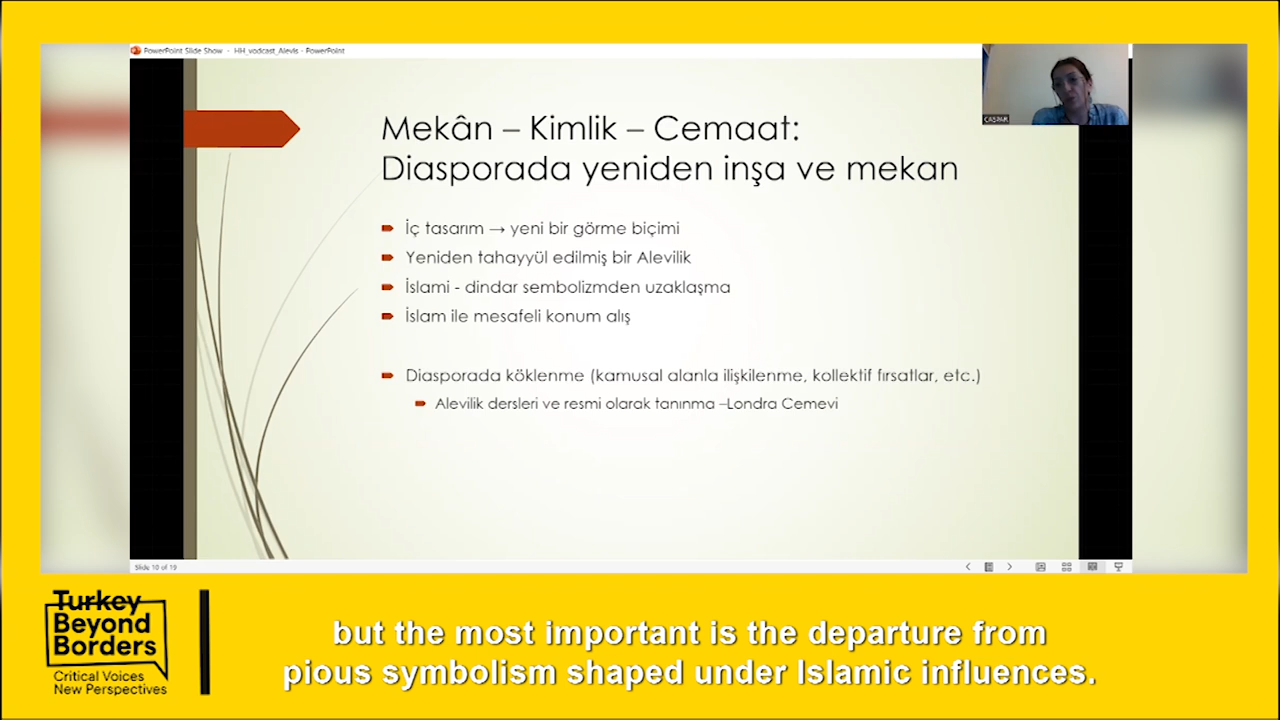 PowerPoint Slide Show - HH_vodcast_Alevis - PowerPoint
CASPAR
Mekân – Kimlik – Cemaat:
Diasporada yeniden inşa ve mekan
İç tasarım → yeni bir görme biçimi
Yeniden tahayyül edilmiş bir Alevilik
İslami - dindar sembolizmden uzaklaşma
İslam ile mesafeli konum alış
Diasporada köklenme (kamusal alanla ilişkilenme, kollektif fırsatlar, etc.)
Alevilik dersleri ve resmi olarak tanınma –Londra Cemevi
Slide 10 of 19
Turkey
Beyond
Borders
Critical Voices
New Perspectives
but the most important is the departure from
pious symbolism shaped under Islamic influences.